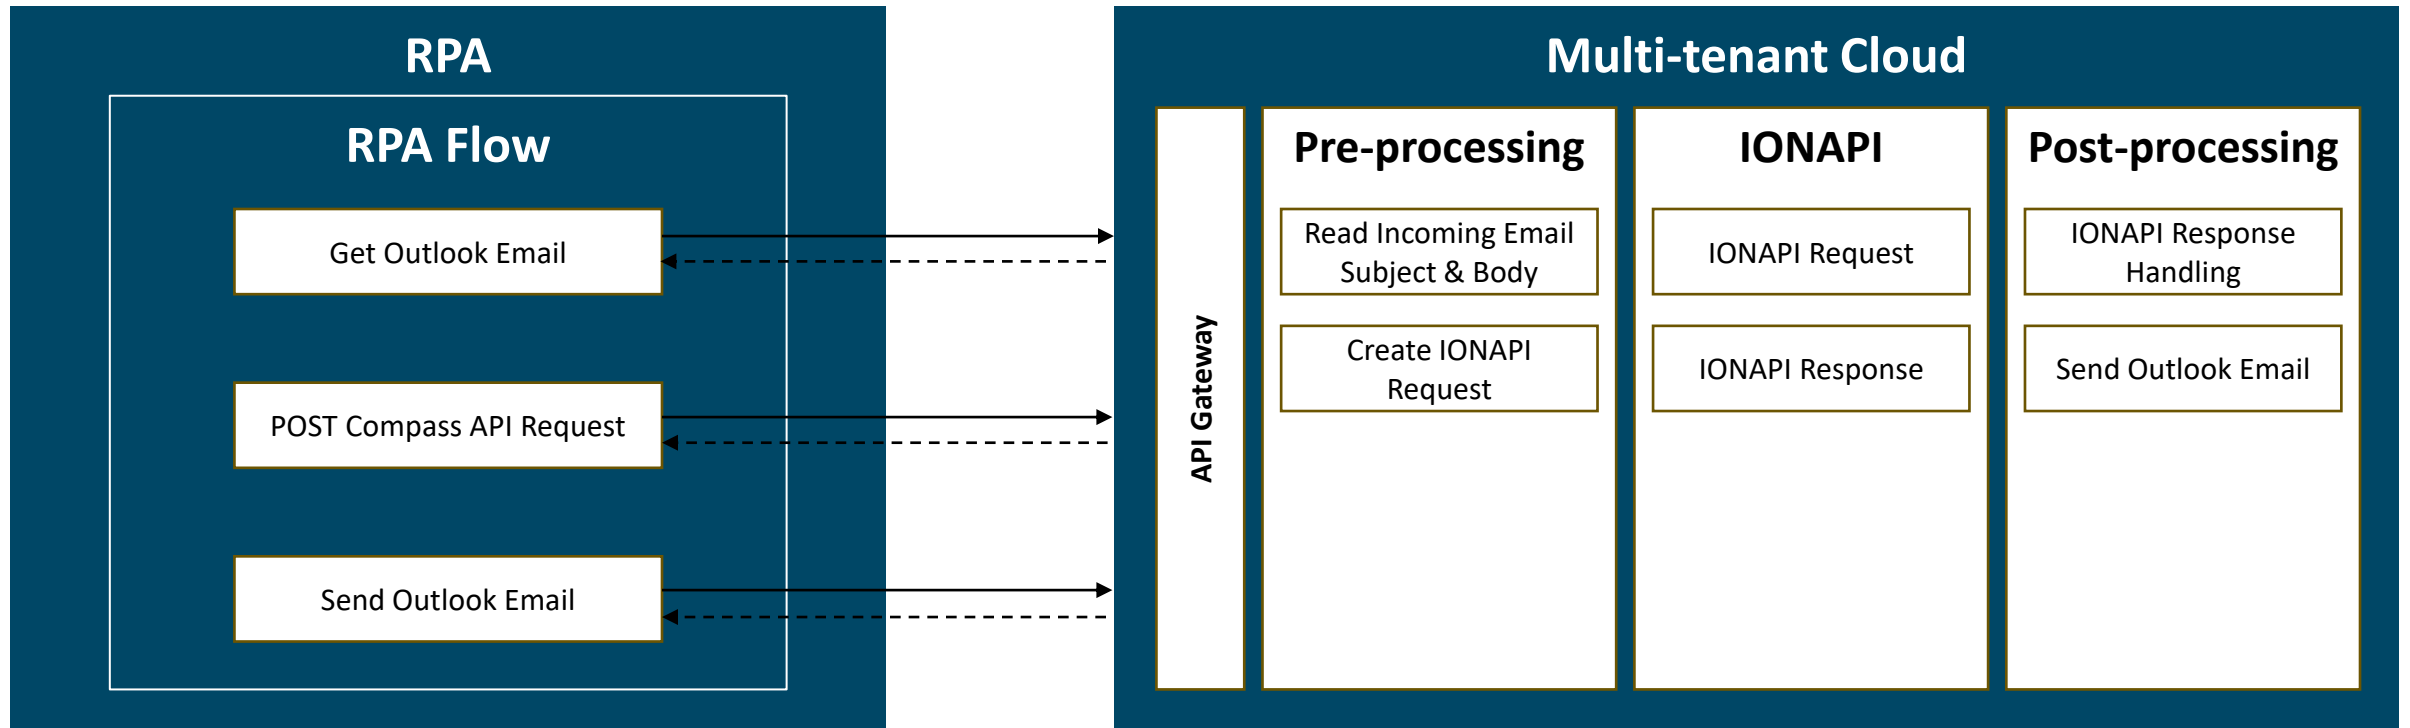 RPA
RPA Flow
Get Outlook Email
POST Compass API Request
Send Outlook Email
Multi-tenant Cloud
API Gateway
Pre-processing
Read Incoming Email
Subject & Body
Create IONAPI
Request
IONAPI
IONAPI Request
IONAPI Response
Post-processing
IONAPI Response
Handling
Send Outlook Email